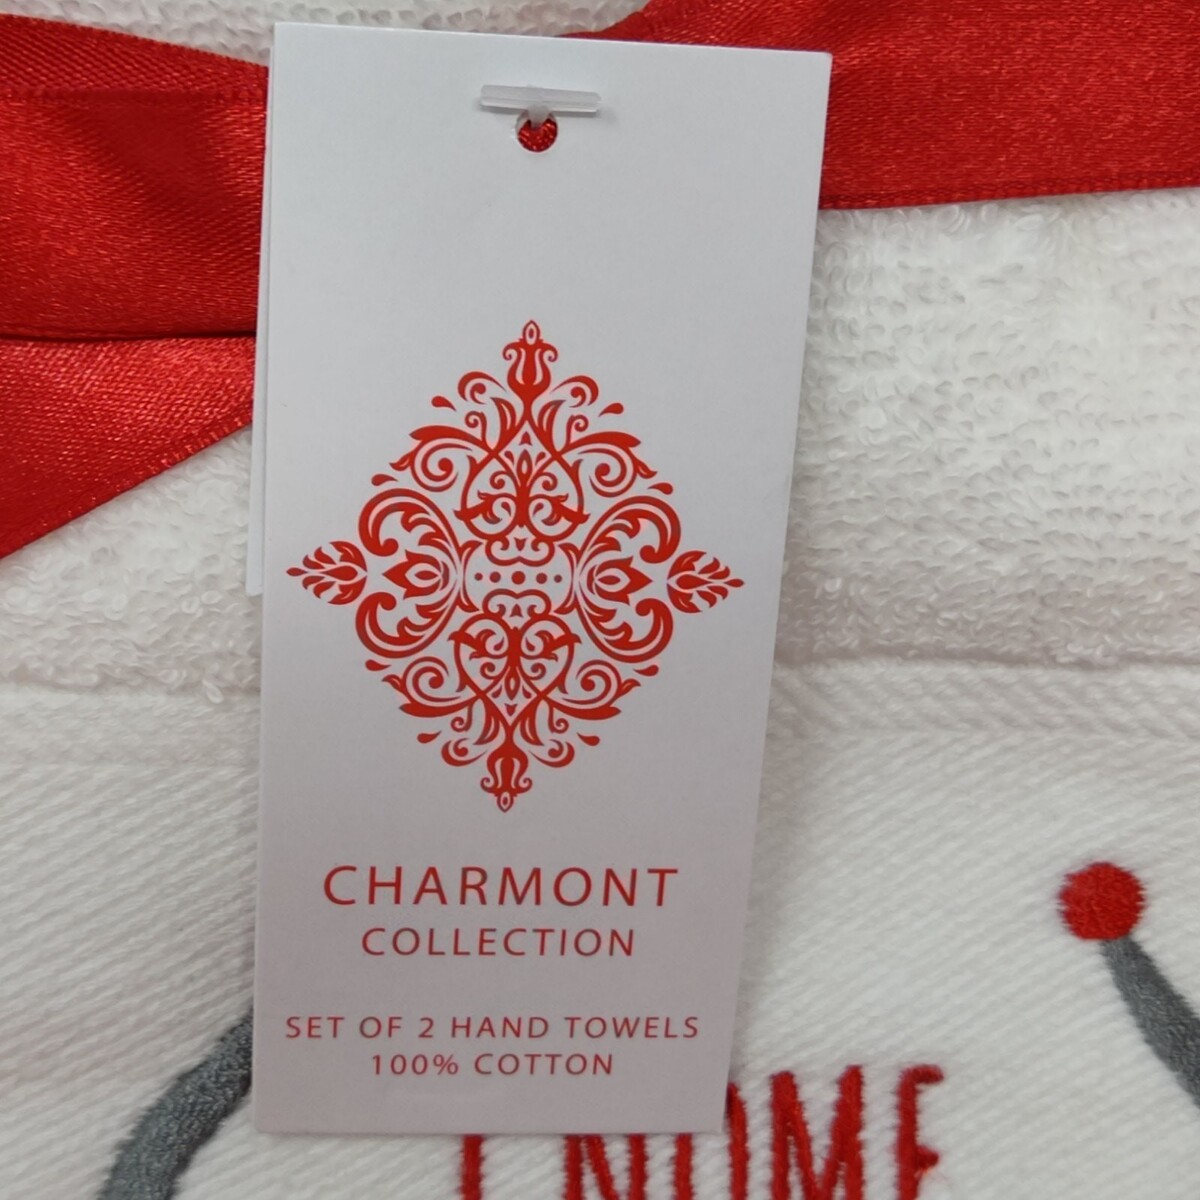 CHARMONT
COLLECTION
SET OF 2 HAND TOWELS
100% COTTON